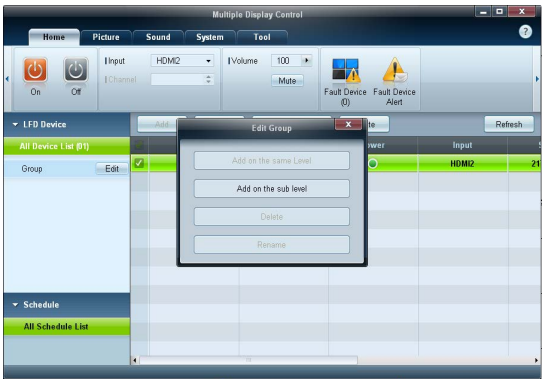 Multiple Display Control
Home Picture Sound System Tool
Input HDMI2
Channel
Volume 100
Mute
On Off
Fault Device (0)
Fault Device Alert
LFD Device
Add
Refresh
All Device List (01)
Group Edit
Power Input
HDMI2 21
Edit Group
Add on the same Level
Add on the sub level
Delete
Rename
Schedule
All Schedule List